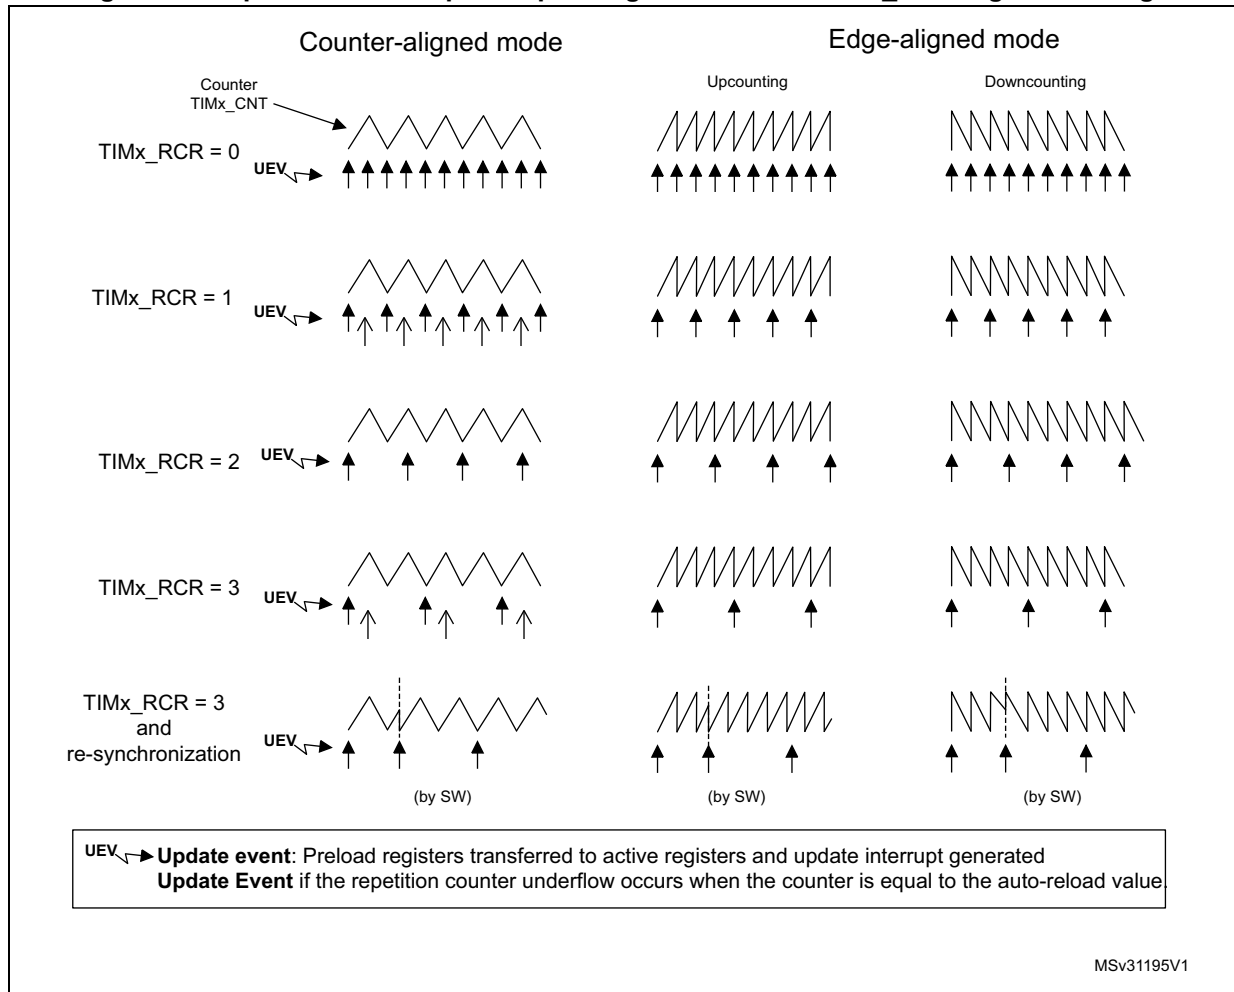 Counter-aligned mode
Edge-aligned mode
Counter
TIMx_CNT
Upcounting
Downcounting
TIMx_RCR = 0
UEV
TIMx_RCR = 1
UEV
TIMx_RCR = 2
UEV
TIMx_RCR = 3
UEV
TIMx_RCR = 3
and
re-synchronization
UEV
(by SW)
(by SW)
(by SW)
UEV Update event: Preload registers transferred to active registers and update interrupt generated
Update Event if the repetition counter underflow occurs when the counter is equal to the auto-reload value.
MSv31195V1